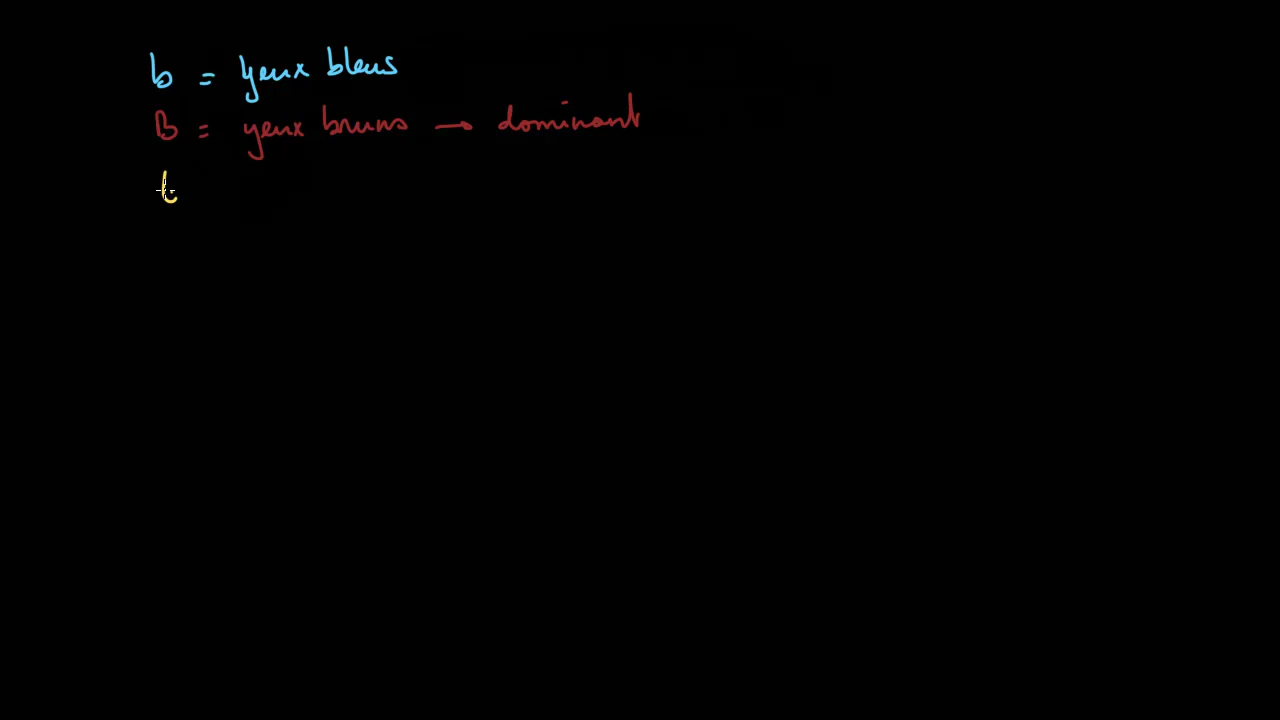 b = yeux bleus
B = yeux bruns → dominant
t